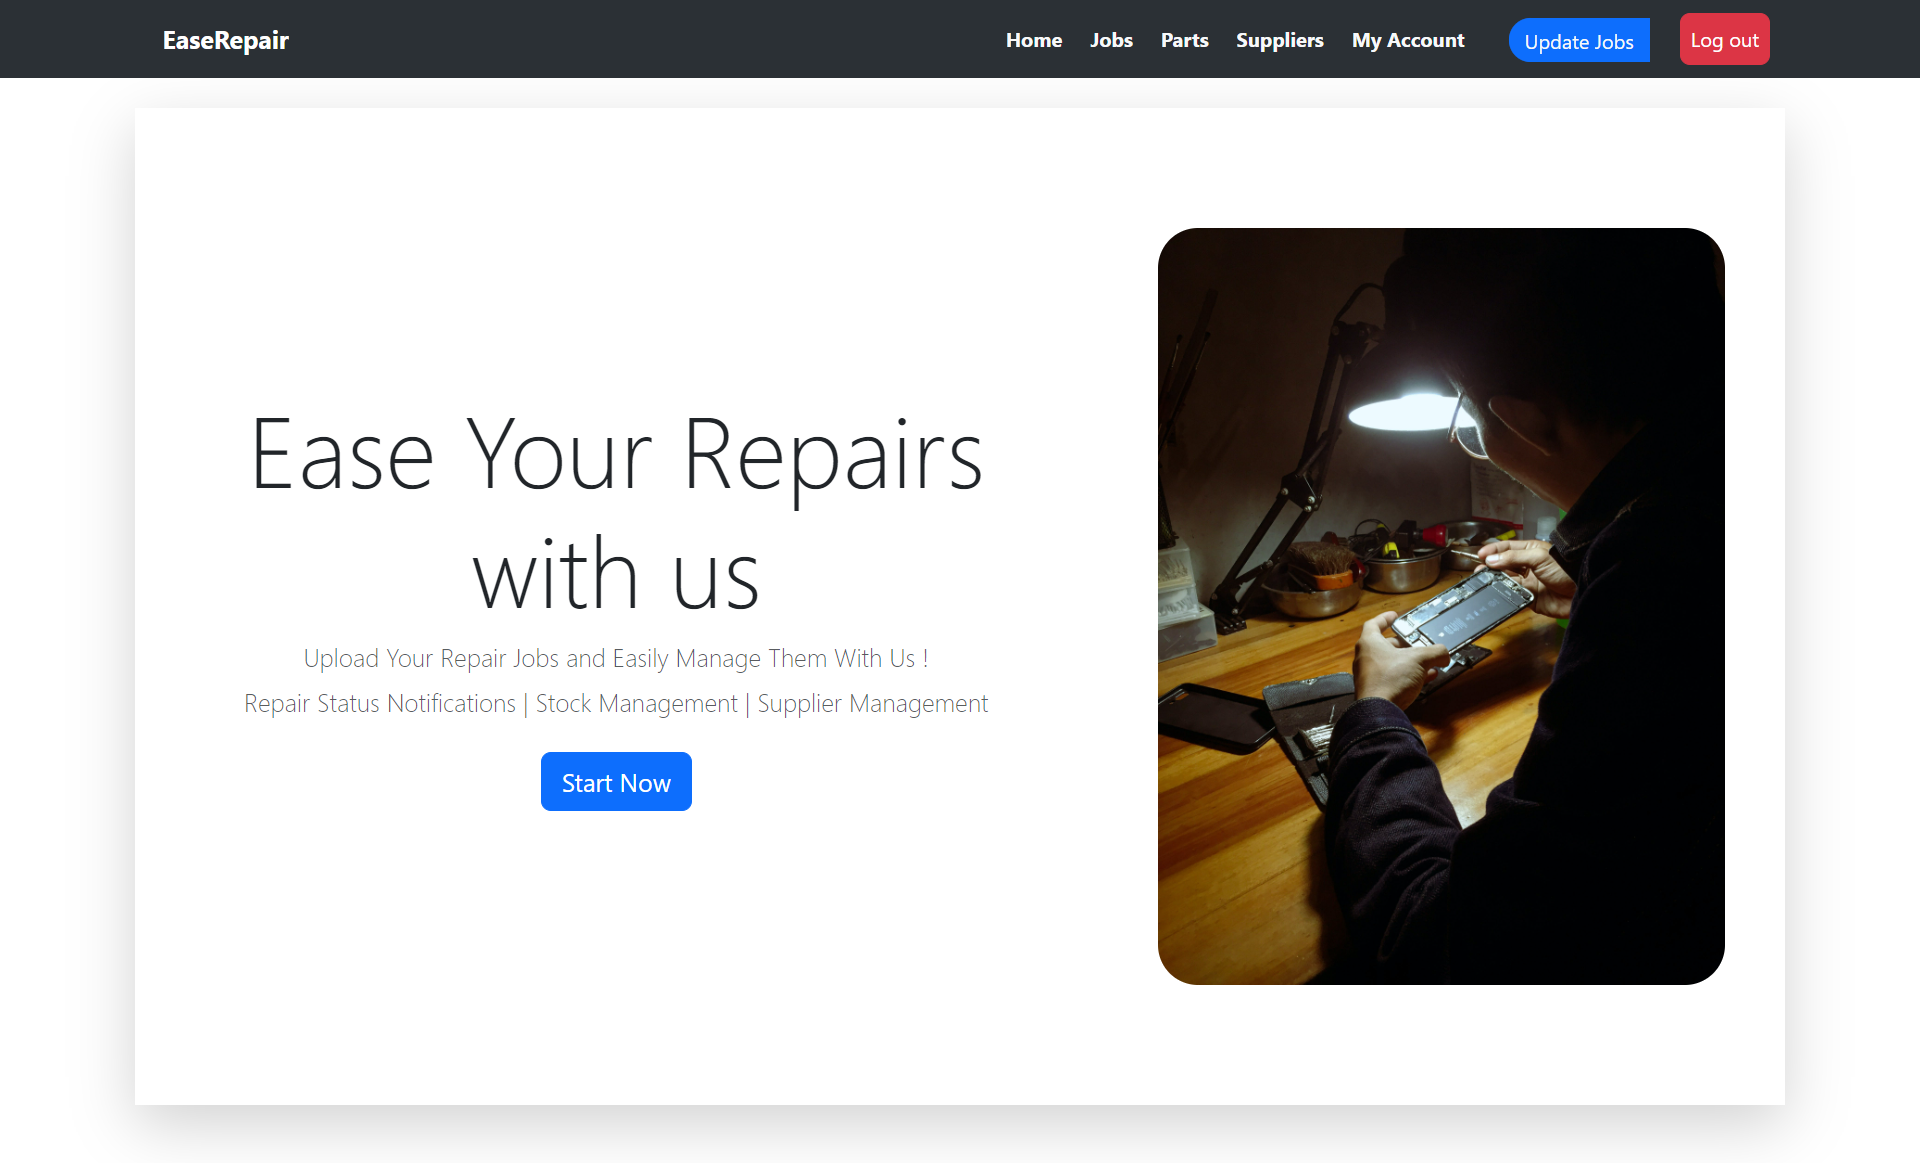 EaseRepair
Home Jobs Parts Suppliers My Account Update Jobs Log out
Ease Your Repairs
with us
Upload Your Repair Jobs and Easily Manage Them With Us !
Repair Status Notifications | Stock Management | Supplier Management
Start Now